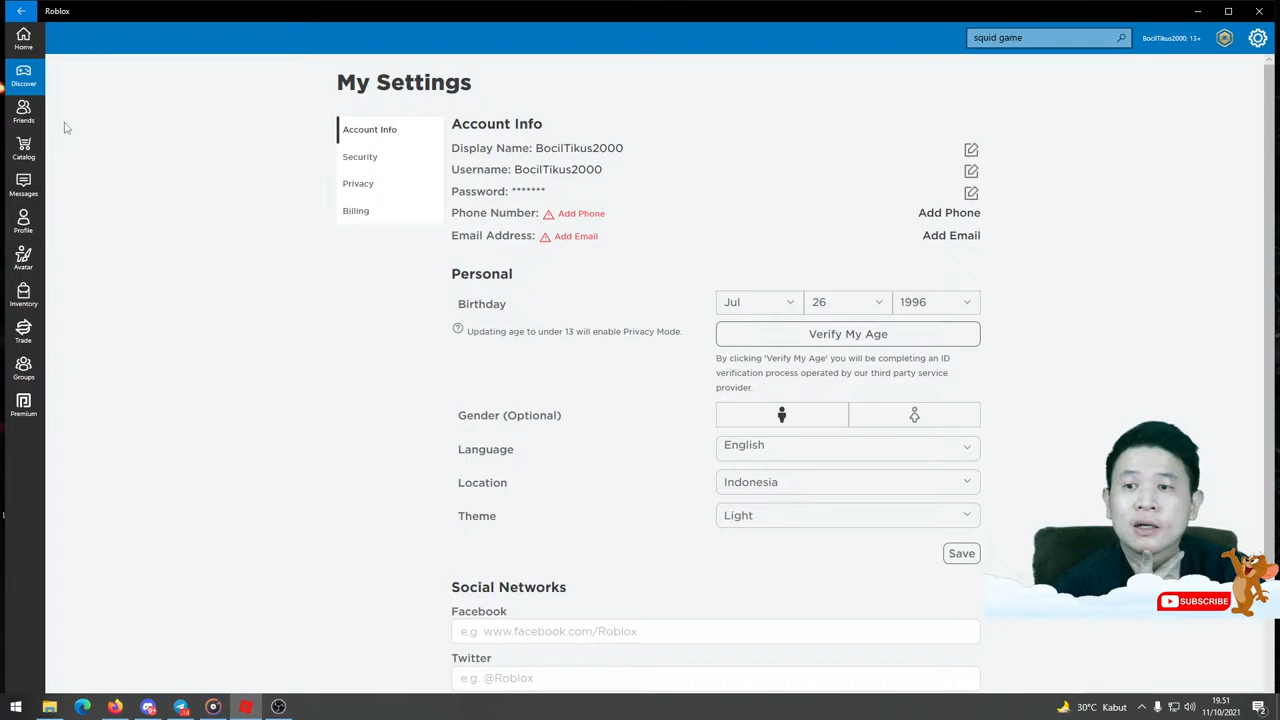 Roblox
Home
squid game
BocilTikus2000: 13+
Discover
Friends
Catalog
Messages
Profile
Avatar
Inventory
Trade
Groups
Premium
My Settings
Account Info
Security
Privacy
Billing
Account Info
Display Name: BocilTikus2000
Username: BocilTikus2000
Password: *******
Phone Number: Add Phone
Add Phone
Email Address: Add Email
Add Email
Personal
Birthday
Jul 26 1996
Updating age to under 13 will enable Privacy Mode.
Verify My Age
By clicking 'Verify My Age' you will be completing an ID
verification process operated by our third party service
provider.
Gender (Optional)
Language
English
Location
Indonesia
Theme
Light
Save
Social Networks
Facebook
e.g. www.facebook.com/Roblox
Twitter
e.g. @Roblox
SUBSCRIBE
30°C Kabut
19.51
11/10/2021